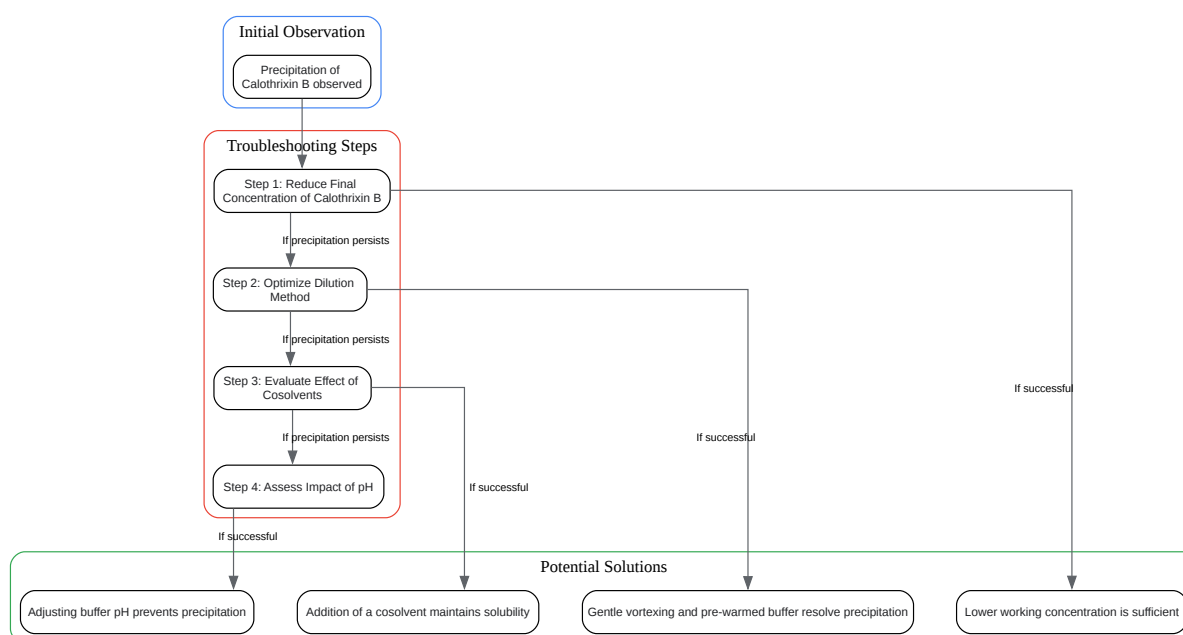 Initial Observation
Precipitation of
Calothrixin B observed
Troubleshooting Steps
Step 1: Reduce Final
Concentration of Calothrixin B
If precipitation persists
Step 2: Optimize Dilution
Method
If precipitation persists
Step 3: Evaluate Effect of
Cosolvents
If successful
If precipitation persists
If successful
Step 4: Assess Impact of pH
If successful
If successful
Potential Solutions
Adjusting buffer pH prevents precipitation
Addition of a cosolvent maintains solubility
Gentle vortexing and pre-warmed buffer resolve precipitation
Lower working concentration is sufficient